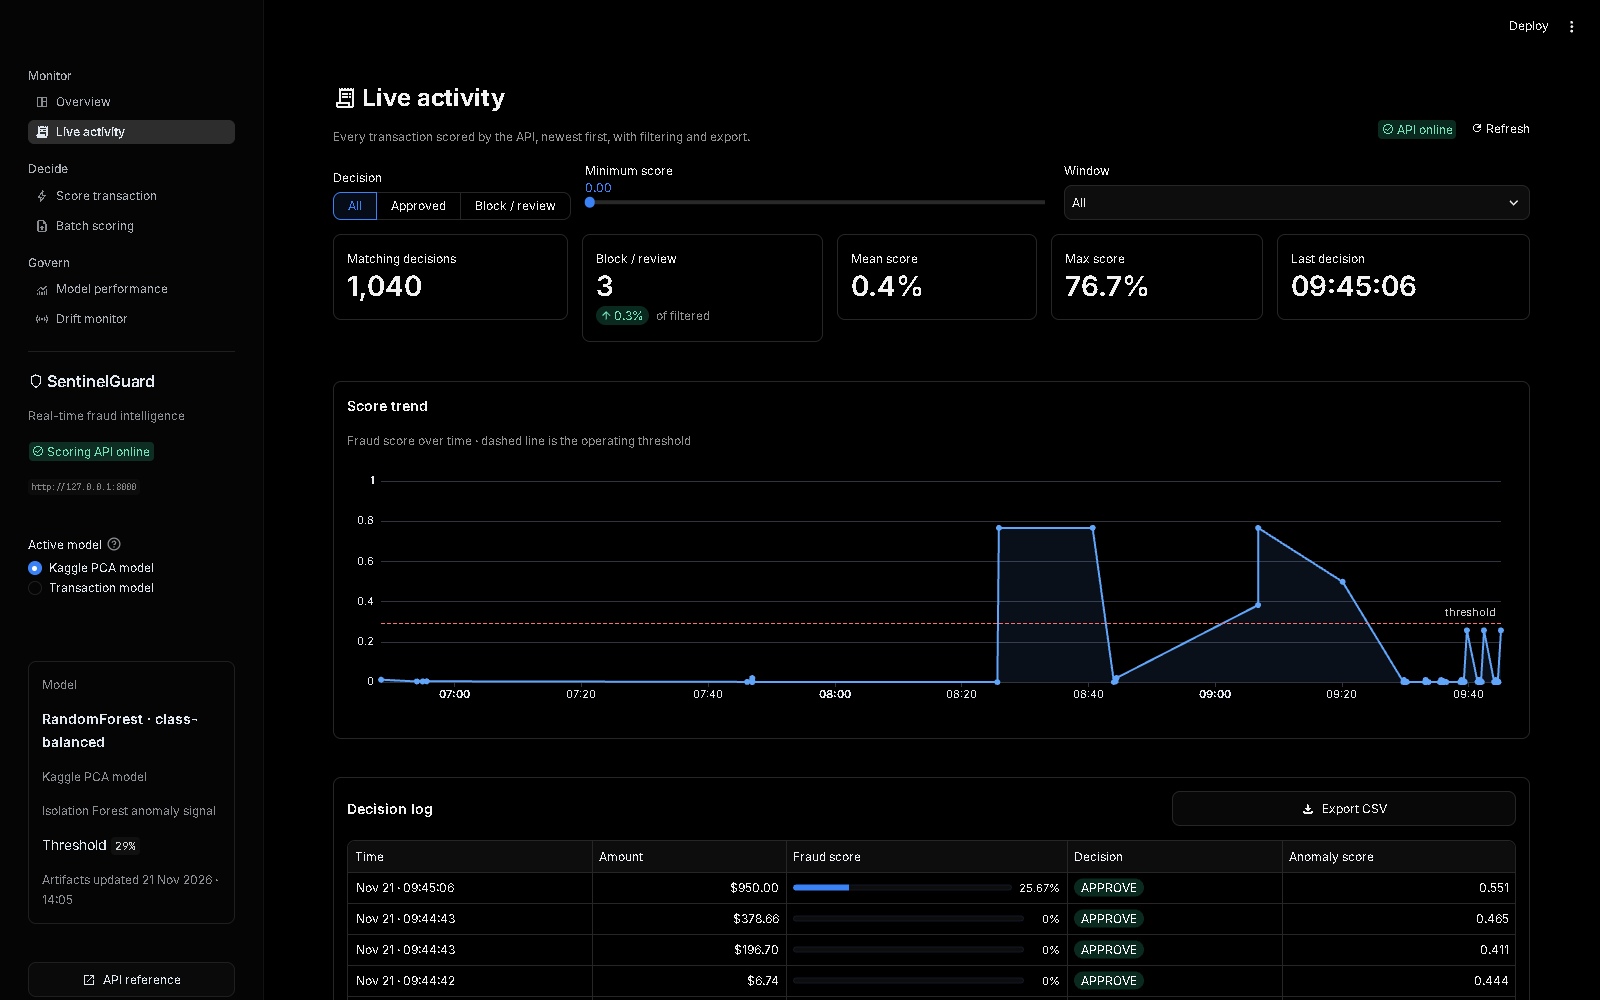 Deploy
Monitor
Overview
Live activity
Decide
Score transaction
Batch scoring
Govern
Model performance
Drift monitor
SentinelGuard
Real-time fraud intelligence
Scoring API online
http://127.0.0.1:8000
Active model
Kaggle PCA model
Transaction model
Model
RandomForest · class-
balanced
Kaggle PCA model
Isolation Forest anomaly signal
Threshold 29%
Artifacts updated 21 Nov 2026 ·
14:05
API reference
Live activity
Every transaction scored by the API, newest first, with filtering and export.
API online
Refresh
Decision
All Approved Block / review
Minimum score
0.00
Window
All
Matching decisions
1,040
Block / review
3
↑ 0.3% of filtered
Mean score
0.4%
Max score
76.7%
Last decision
09:45:06
Score trend
Fraud score over time · dashed line is the operating threshold
1
0.8
0.6
0.4
threshold
0.2
0
07:00 07:20 07:40 08:00 08:20 08:40 09:00 09:20 09:40
Decision log
Export CSV
Time Amount Fraud score Decision Anomaly score
Nov 21 · 09:45:06 $950.00 25.67% APPROVE 0.551
Nov 21 · 09:44:43 $378.66 0% APPROVE 0.465
Nov 21 · 09:44:43 $196.70 0% APPROVE 0.411
Nov 21 · 09:44:42 $6.74 0% APPROVE 0.444